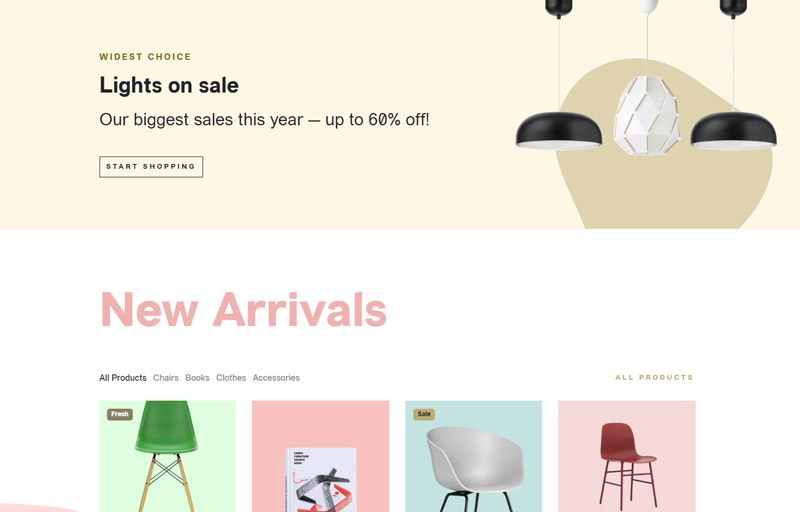 WIDEST CHOICE
Lights on sale
Our biggest sales this year — up to 60% off!
START SHOPPING
New Arrivals
All Products Chairs Books Clothes Accessories
ALL PRODUCTS
Fresh
Sale